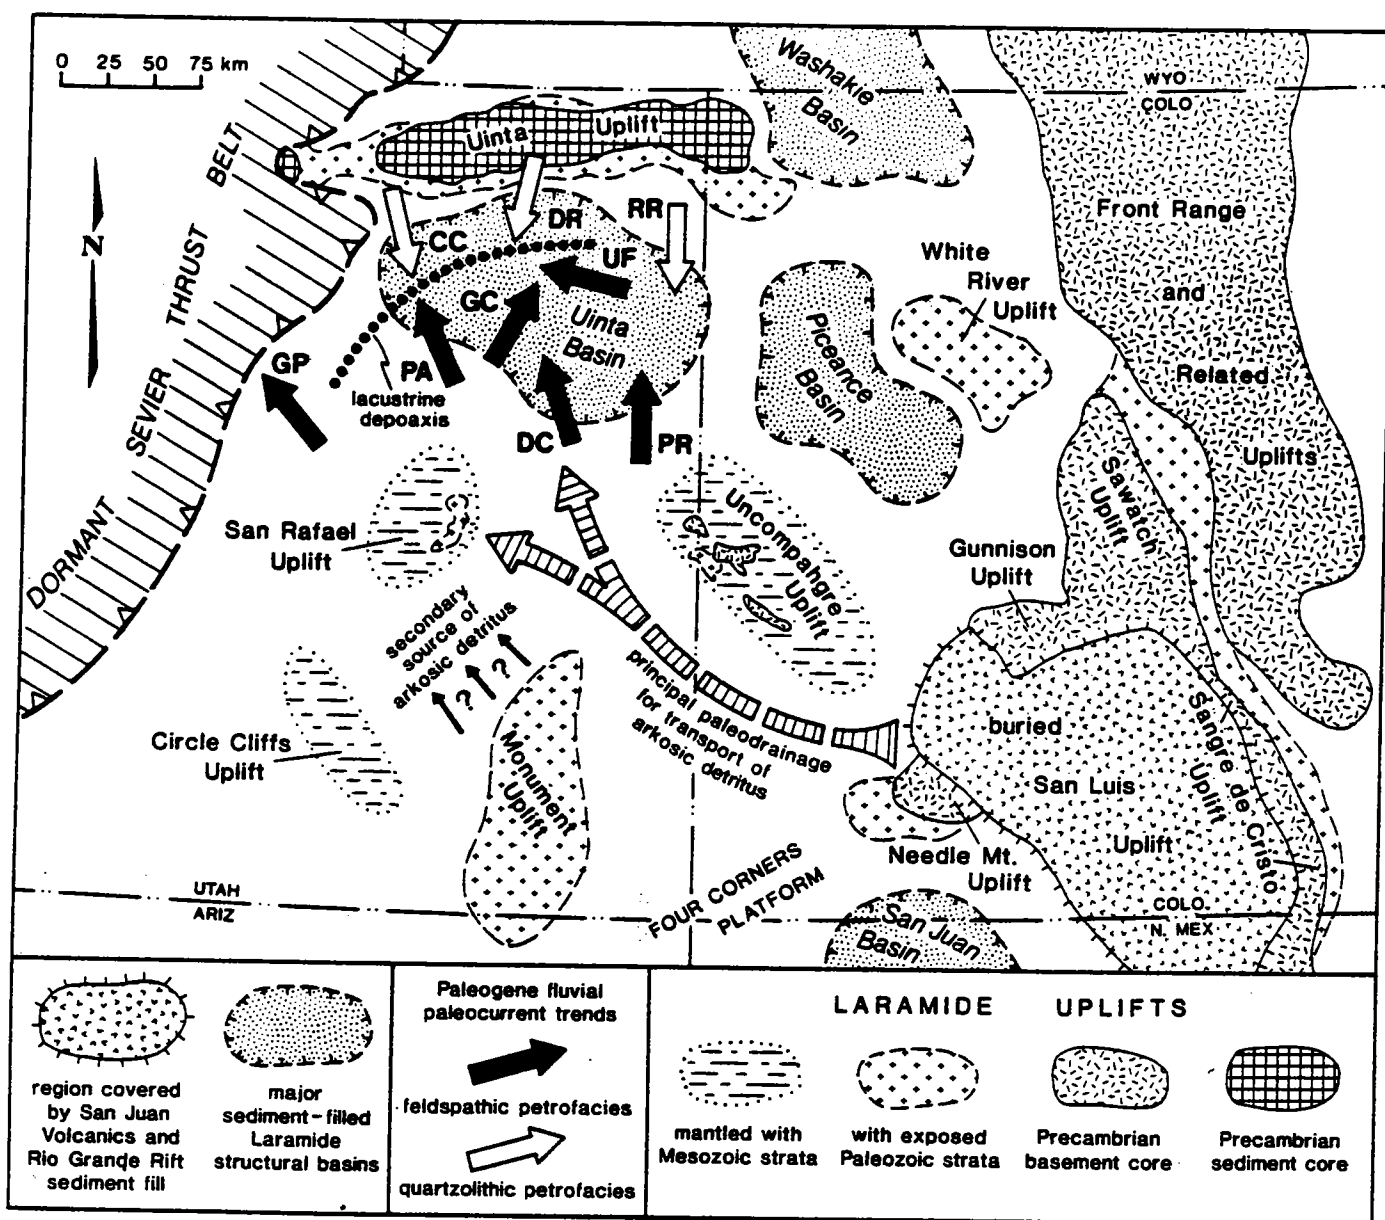 0 25 50 75 km
WYO
COLO
Washakie
Basin
Uinta Uplift
DORMANT SEVIER THRUST BELT
N
Front Range
and
Related
Uplifts
White
River
Uplift
CC
DR
RR
UF
GC
Uinta
Basin
GP
PA
lacustrine
depoaxis
DC
PR
Piceance
Basin
San Rafael
Uplift
Uncompahgre
Uplift
Sawatch
Uplift
Gunnison
Uplift
secondary
source of
arkosic detritus
? ?
principal paleodrainage
for transport of
arkosic detritus
Circle Cliffs
Uplift
Monument
Uplift
buried
San Luis
Uplift
Sangre de Cristo
Uplift
Needle Mt.
Uplift
FOUR CORNERS
PLATFORM
UTAH
ARIZ
COLO.
N. MEX
San Juan
Basin
region covered
by San Juan
Volcanics and
Rio Grande Rift
sediment fill
major
sediment-filled
Laramide
structural basins
Paleogene fluvial
paleocurrent trends
feldspathic petrofacies
quartzolithic petrofacies
LARAMIDE UPLIFTS
mantled with
Mesozoic strata
with exposed
Paleozoic strata
Precambrian
basement core
Precambrian
sediment core